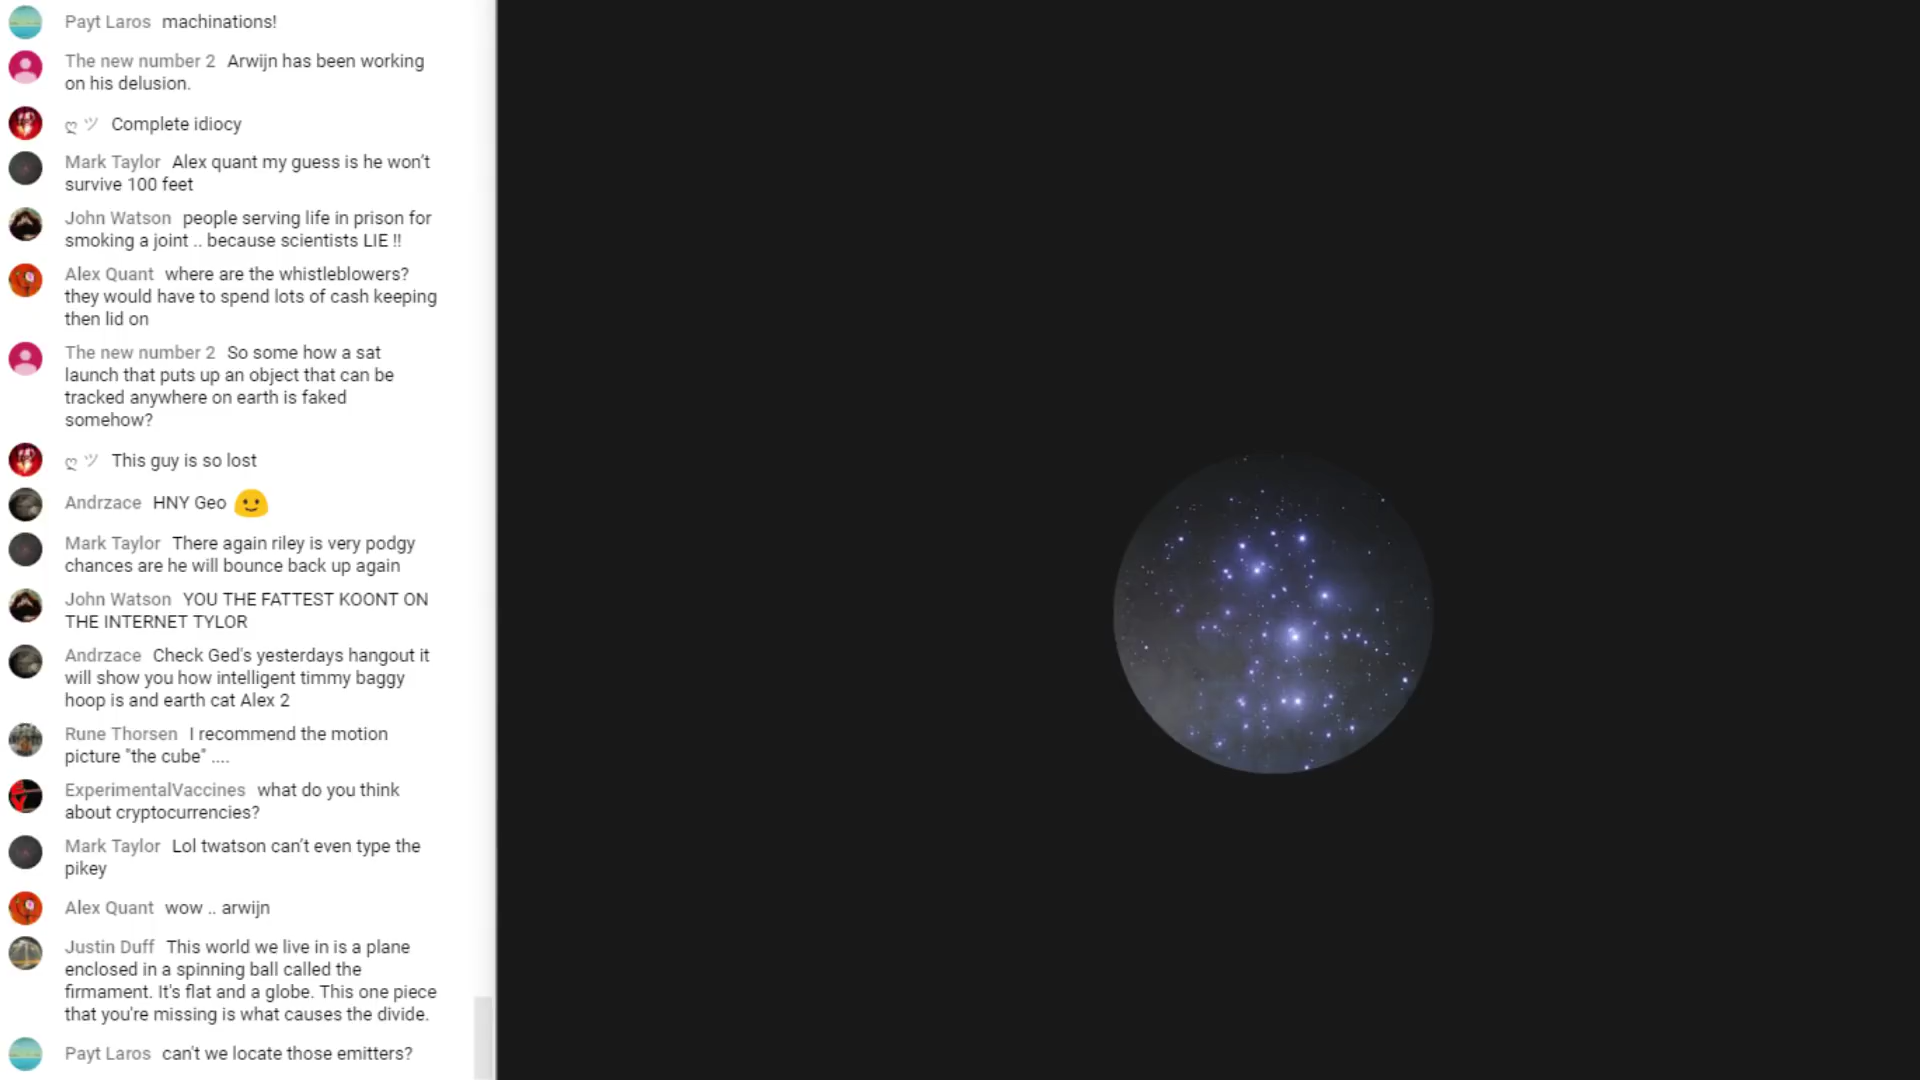 Payt Laros machinations!
The new number 2 Arwijn has been working
on his delusion.
ღ ツ Complete idiocy
Mark Taylor Alex quant my guess is he won't
survive 100 feet
John Watson people serving life in prison for
smoking a joint .. because scientists LIE !!
Alex Quant where are the whistleblowers?
they would have to spend lots of cash keeping
then lid on
The new number 2 So some how a sat
launch that puts up an object that can be
tracked anywhere on earth is faked
somehow?
ღ ツ This guy is so lost
Andrzace HNY Geo
Mark Taylor There again riley is very podgy
chances are he will bounce back up again
John Watson YOU THE FATTEST KOONT ON
THE INTERNET TYLOR
Andrzace Check Ged's yesterdays hangout it
will show you how intelligent timmy baggy
hoop is and earth cat Alex 2
Rune Thorsen I recommend the motion
picture "the cube" ....
ExperimentalVaccines what do you think
about cryptocurrencies?
Mark Taylor Lol twatson can't even type the
pikey
Alex Quant wow .. arwijn
Justin Duff This world we live in is a plane
enclosed in a spinning ball called the
firmament. It's flat and a globe. This one piece
that you're missing is what causes the divide.
Payt Laros can't we locate those emitters?